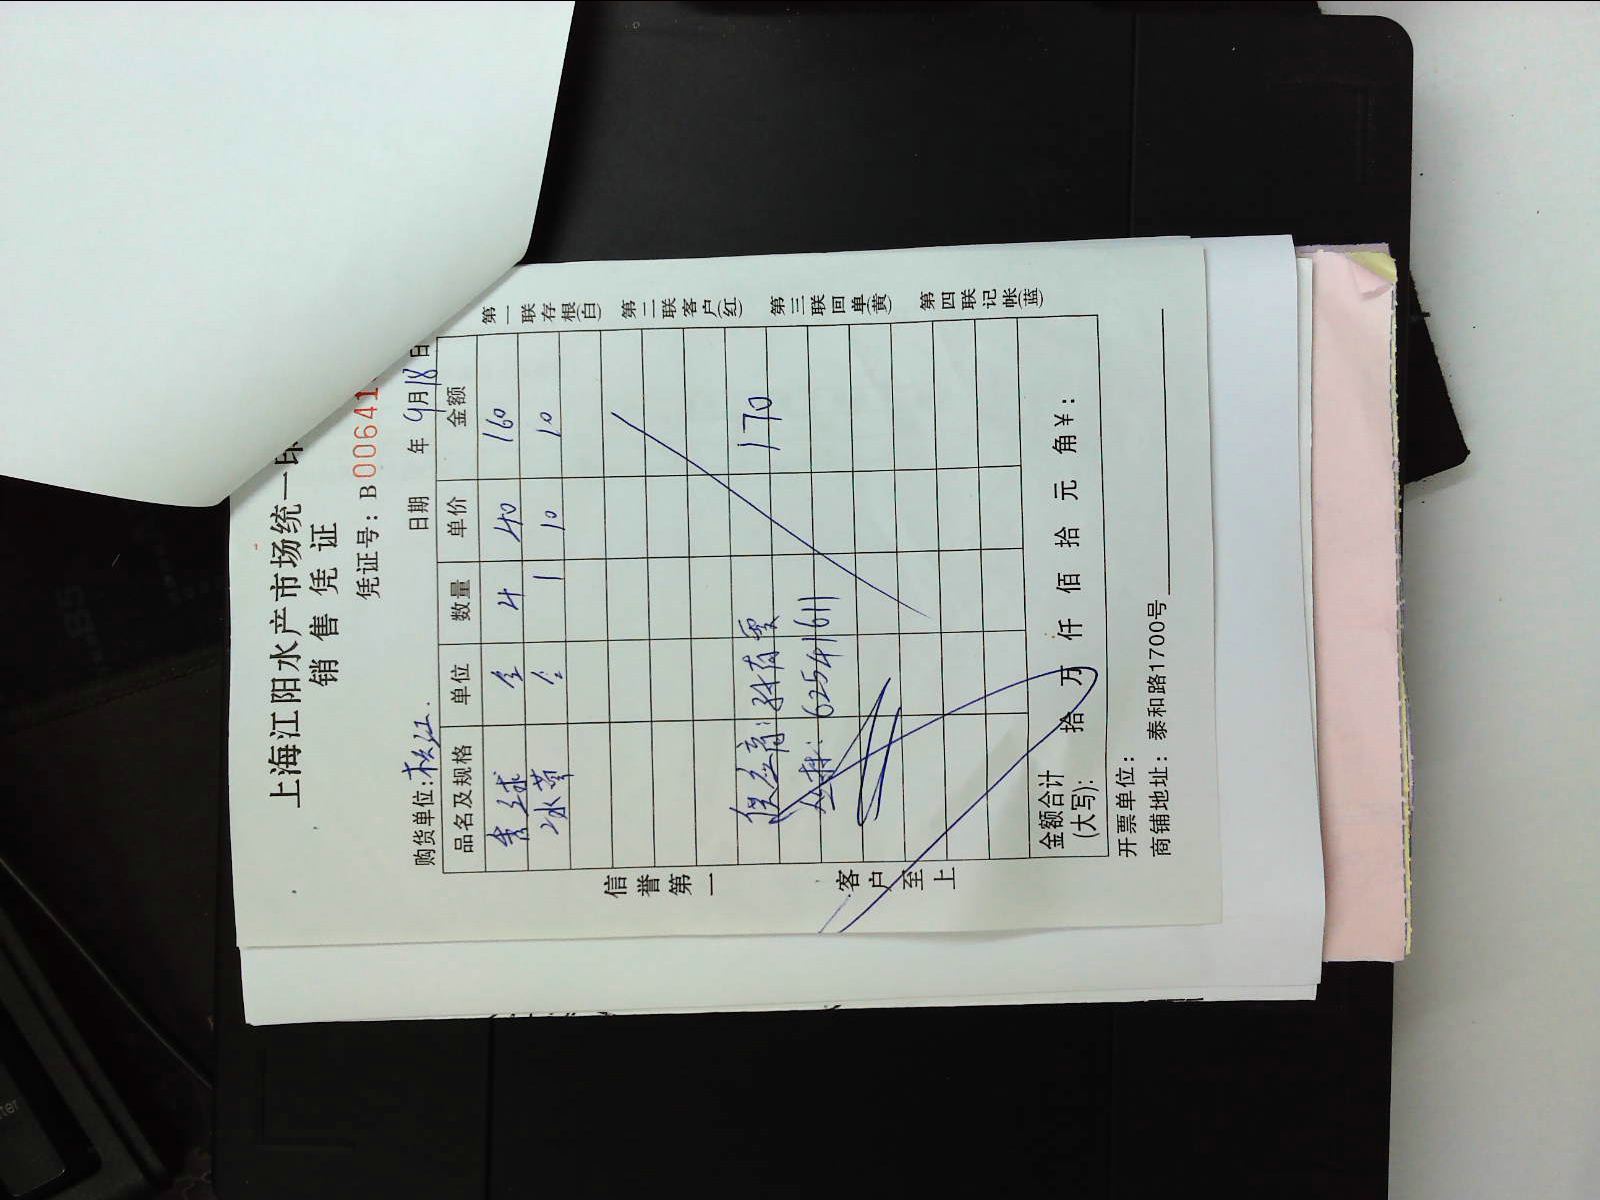 上海江阳水产市场统一印
销售凭证
凭证号：B00641
日期 年 9月18日
购货单位：松江.
品名及规格 单位 数量 单价 金额
4 40 160
1 10 10
170
62541611
金额合计(大写)： 拾 万 仟 佰 拾 元 角 ¥：
开票单位：
商铺地址：泰和路1700号
信誉第一 客户至上
第一联存根(白) 第二联客户(红) 第三联回单(黄) 第四联记帐(蓝)